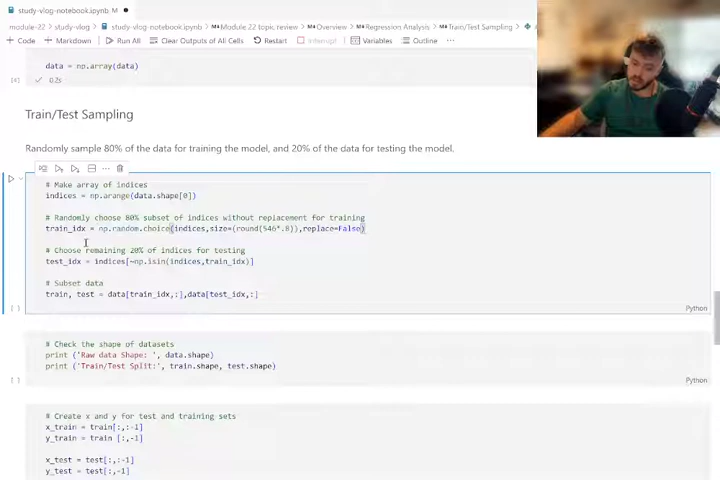 study-vlog-notebook.ipynb M
module-22 > study-vlog-notebook.ipynb > Module 22 topic review > Overview > Regression Analysis > Train/Test Sampling >
+ Code + Markdown Run All Clear Outputs of All Cells Restart Interrupt Variables Outline ...
data = np.array(data)
[4] 0.2s
Train/Test Sampling
Randomly sample 80% of the data for training the model, and 20% of the data for testing the model.
# Make array of indices
indices = np.arange(data.shape[0])
# Randomly choose 80% subset of indices without replacement for training
train_idx = np.random.choice(indices,size=(round(546*.8)),replace=False)
# Choose remaining 20% of indices for testing
test_idx = indices[~np.isin(indices,train_idx)]
# Subset data
train, test = data[train_idx,:],data[test_idx,:]
[ ] Python
# Check the shape of datasets
print ('Raw data Shape: ', data.shape)
print ('Train/Test Split:', train.shape, test.shape)
[ ] Python
# Create x and y for test and training sets
x_train = train[:,:-1]
y_train = train [:,-1]
x_test = test[:,:-1]
y_test = test[:,-1]